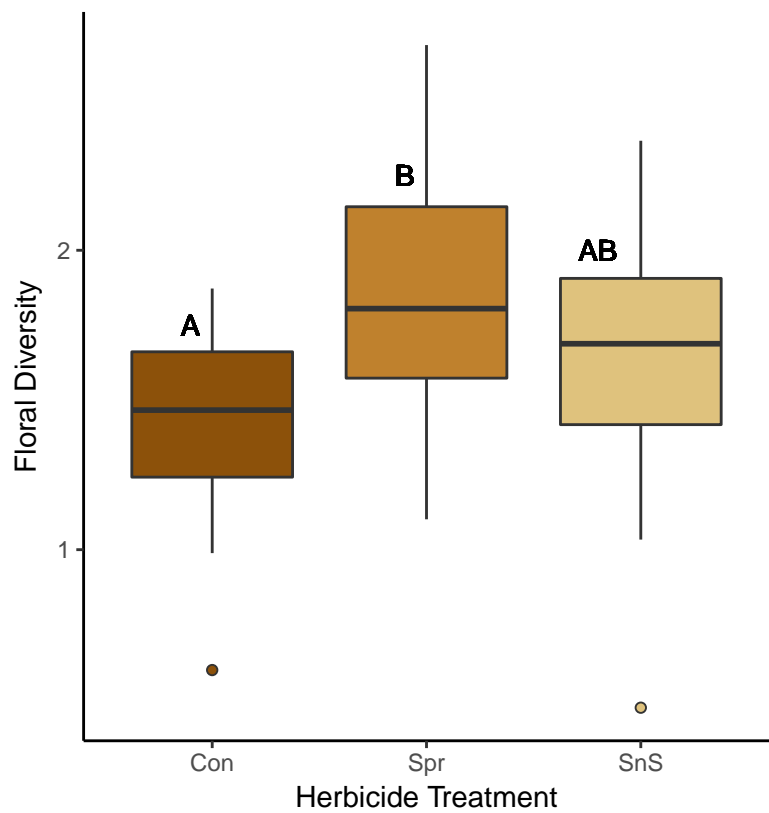 Floral Diversity
2
1
A
B
AB
Con
Spr
SnS
Herbicide Treatment